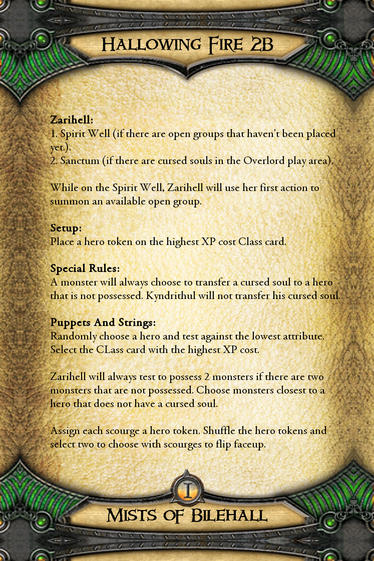 Hallowing Fire 2B
Zarihell:
1. Spirit Well (if there are open groups that haven't been placed
yet.).
2. Sanctum (if there are cursed souls in the Overlord play area).
While on the Spirit Well, Zarihell will use her first action to
summon an available open group.
Setup:
Place a hero token on the highest XP cost Class card.
Special Rules:
A monster will always choose to transfer a cursed soul to a hero
that is not possessed. Kyndrithul will not transfer his cursed soul.
Puppets And Strings:
Randomly choose a hero and test against the lowest attribute.
Select the CLass card with the highest XP cost.
Zarihell will always test to possess 2 monsters if there are two
monsters that are not possessed. Choose monsters closest to a
hero that does not have a cursed soul.
Assign each scourge a hero token. Shuffle the hero tokens and
select two to choose with scourges to flip faceup.
I
Mists of Bilehall